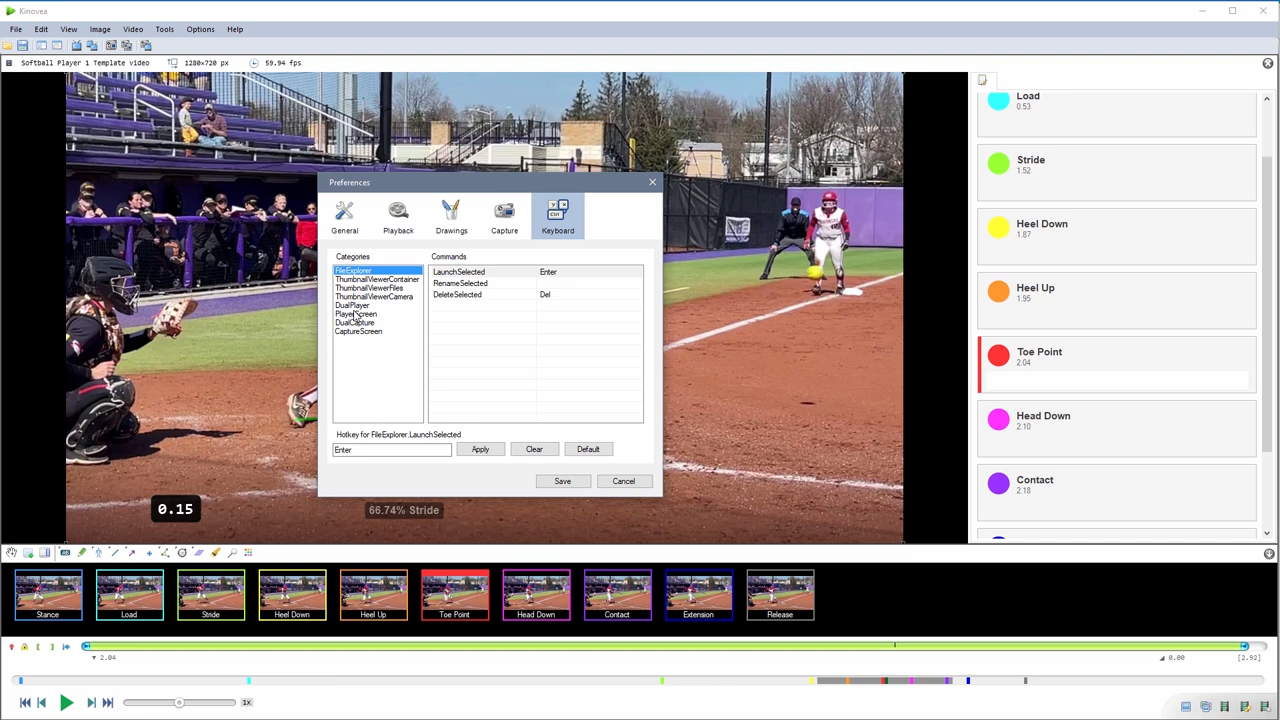 Kinovea
File Edit View Image Video Tools Options Help
Softball Player 1 Template video 1280×720 px 59.94 fps
Load
0.53
Stride
1.52
Heel Down
1.87
Heel Up
1.95
Toe Point
2.04
Head Down
2.10
Contact
2.18
Preferences
General Playback Drawings Capture Keyboard
Categories Commands
FileExplorer
ThumbnailViewerContainer
ThumbnailViewerFiles
ThumbnailViewerCamera
DualPlayer
PlayerScreen
DualCapture
CaptureScreen
LaunchSelected Enter
RenameSelected
DeleteSelected Del
Hotkey for FileExplorer.LaunchSelected
Enter Apply Clear Default
Save Cancel
0.15
66.74% Stride
Stance Load Stride Heel Down Heel Up Toe Point Head Down Contact Extension Release
2.04 0.00 [2.92]
1x